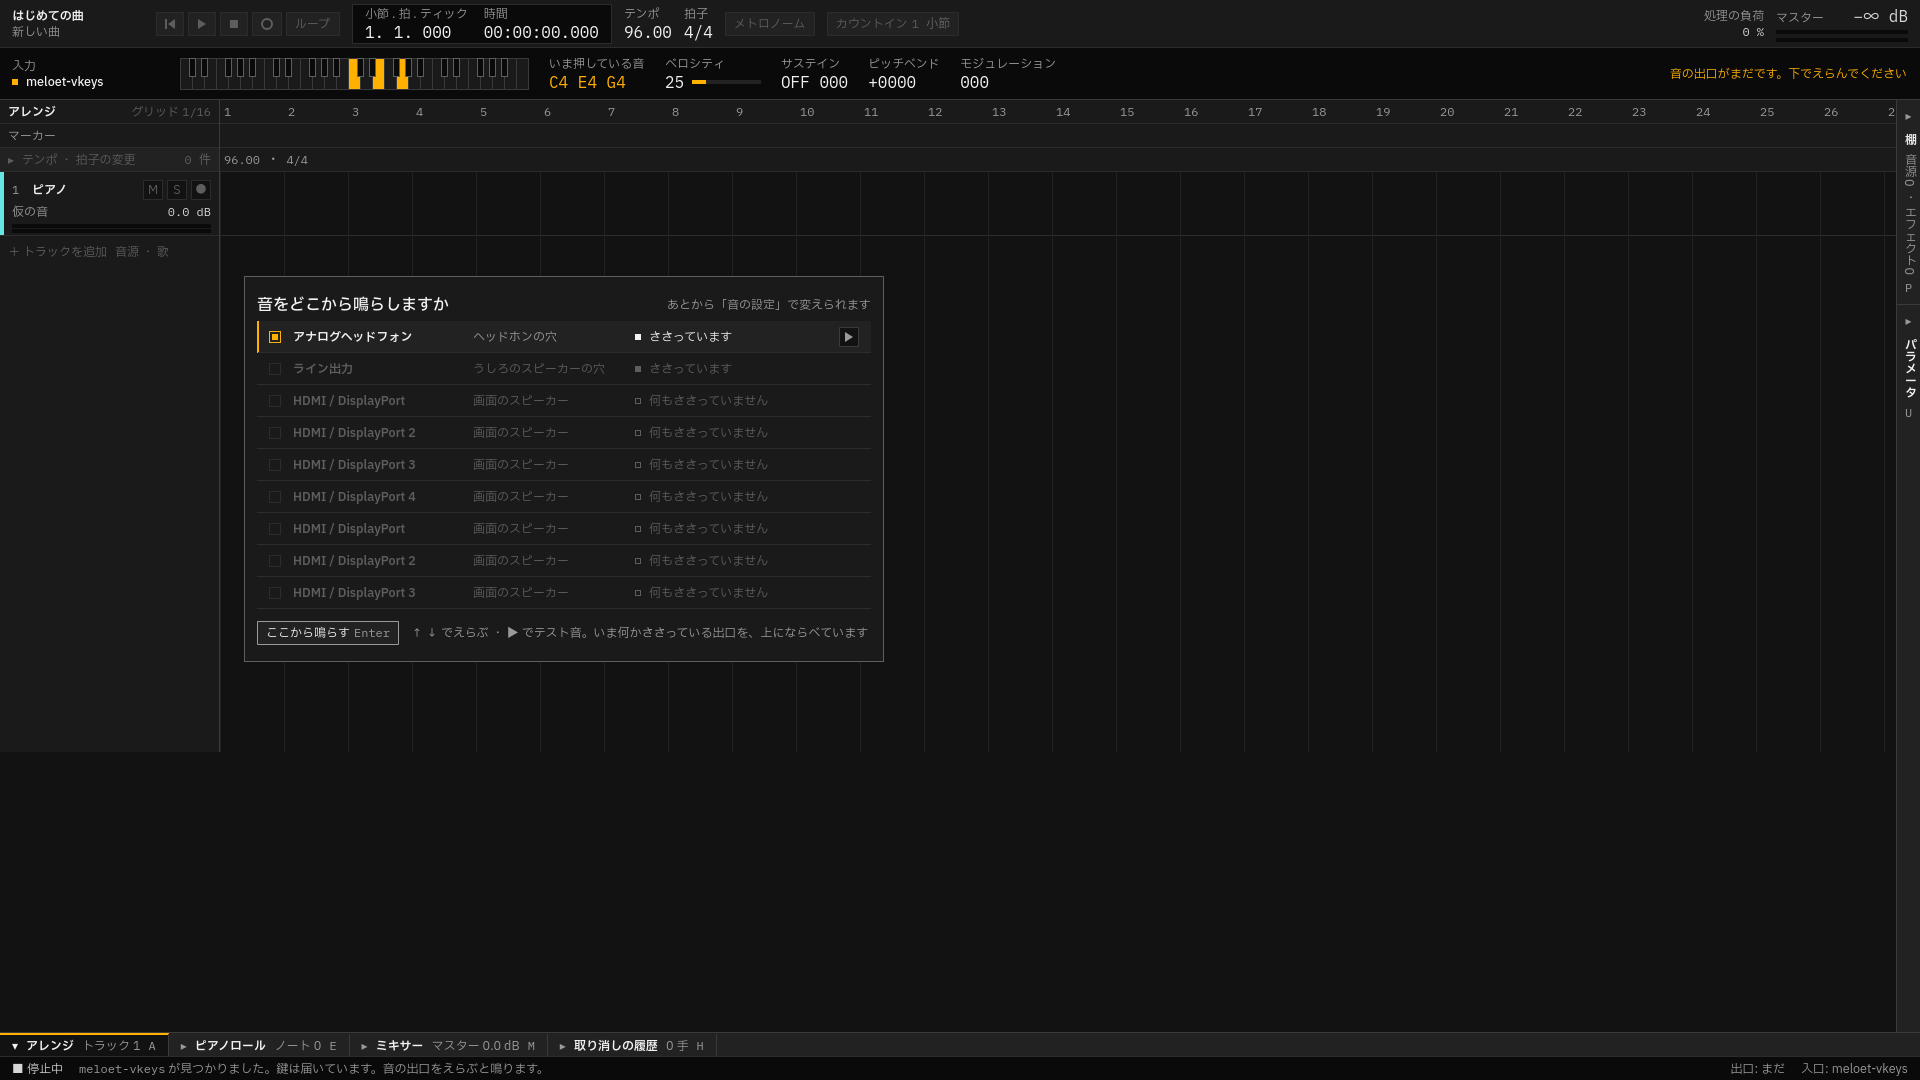 はじめての曲
新しい曲
ループ
小節.拍.ティック 時間
1. 1. 000 00:00:00.000
テンポ 拍子
96.00 4/4
メトロノーム
カウントイン 1 小節
処理の負荷 マスター −∞ dB
0 %
入力
meloet-vkeys
いま押している音 ベロシティ サステイン ピッチベンド モジュレーション
C4 E4 G4 25 OFF 000 +0000 000
音の出口がまだです。下でえらんでください
アレンジ グリッド 1/16
1 2 3 4 5 6 7 8 9 10 11 12 13 14 15 16 17 18 19 20 21 22 23 24 25 26 2
マーカー
▸ テンポ · 拍子の変更 0 件
96.00 · 4/4
1 ピアノ M S ●
仮の音 0.0 dB
＋ トラックを追加 音源 · 歌
音をどこから鳴らしますか あとから「音の設定」で変えられます
アナログヘッドフォン ヘッドホンの穴 ■ ささっています ▶
ライン出力 うしろのスピーカーの穴 ■ ささっています
HDMI / DisplayPort 画面のスピーカー □ 何もささっていません
HDMI / DisplayPort 2 画面のスピーカー □ 何もささっていません
HDMI / DisplayPort 3 画面のスピーカー □ 何もささっていません
HDMI / DisplayPort 4 画面のスピーカー □ 何もささっていません
HDMI / DisplayPort 画面のスピーカー □ 何もささっていません
HDMI / DisplayPort 2 画面のスピーカー □ 何もささっていません
HDMI / DisplayPort 3 画面のスピーカー □ 何もささっていません
ここから鳴らす Enter ↑ ↓ でえらぶ · ▶ でテスト音。いま何かささっている出口を、上にならべています
▸ 棚 音源 0 · エフェクト 0 P
▸ パラメータ U
▾ アレンジ トラック 1 A ▸ ピアノロール ノート 0 E ▸ ミキサー マスター 0.0 dB M ▸ 取り消しの履歴 0 手 H
■ 停止中 meloet-vkeys が見つかりました。鍵は届いています。音の出口をえらぶと鳴ります。
出口: まだ 入口: meloet-vkeys